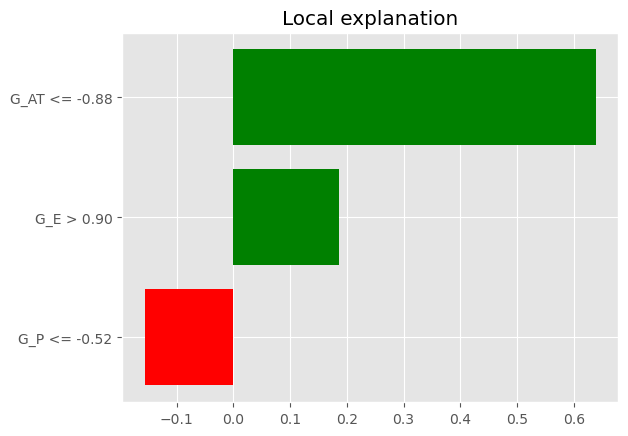 Local explanation
G_AT <= -0.88
G_E > 0.90
G_P <= -0.52
−0.1 0.0 0.1 0.2 0.3 0.4 0.5 0.6